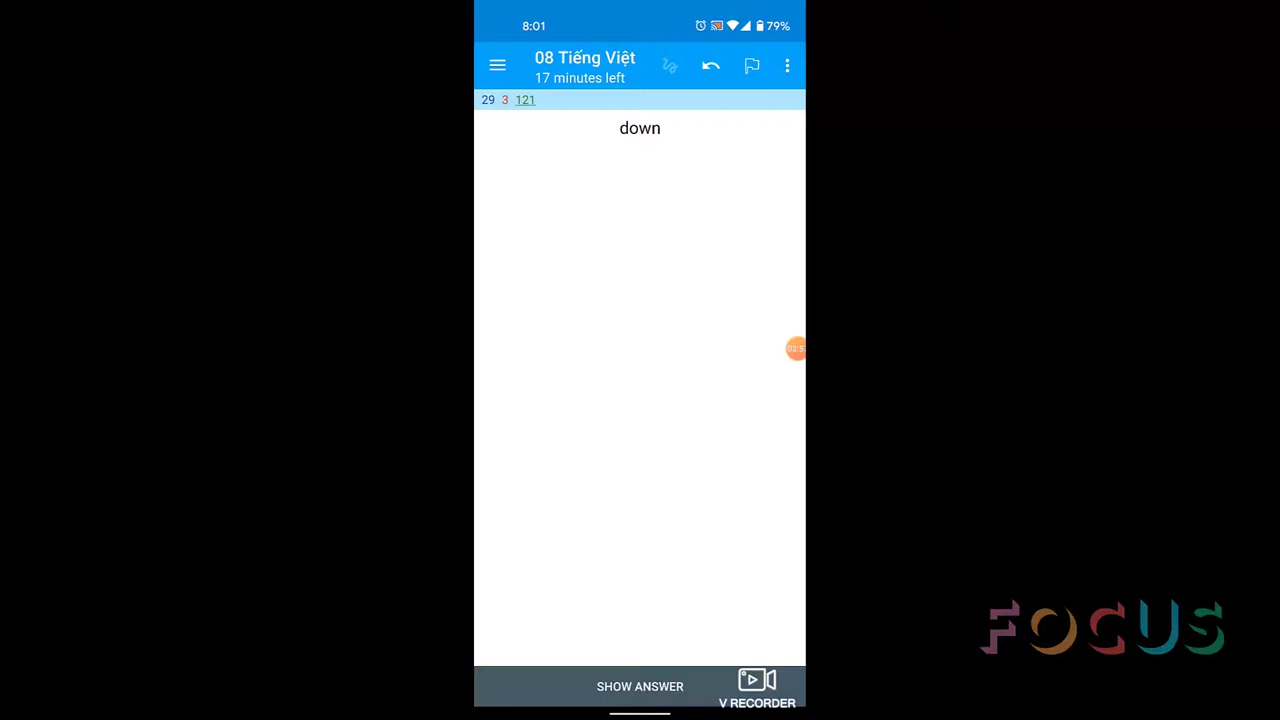 8:01
79%
08 Tiếng Việt
17 minutes left
29 3 121
down
SHOW ANSWER
V RECORDER
FOCUS